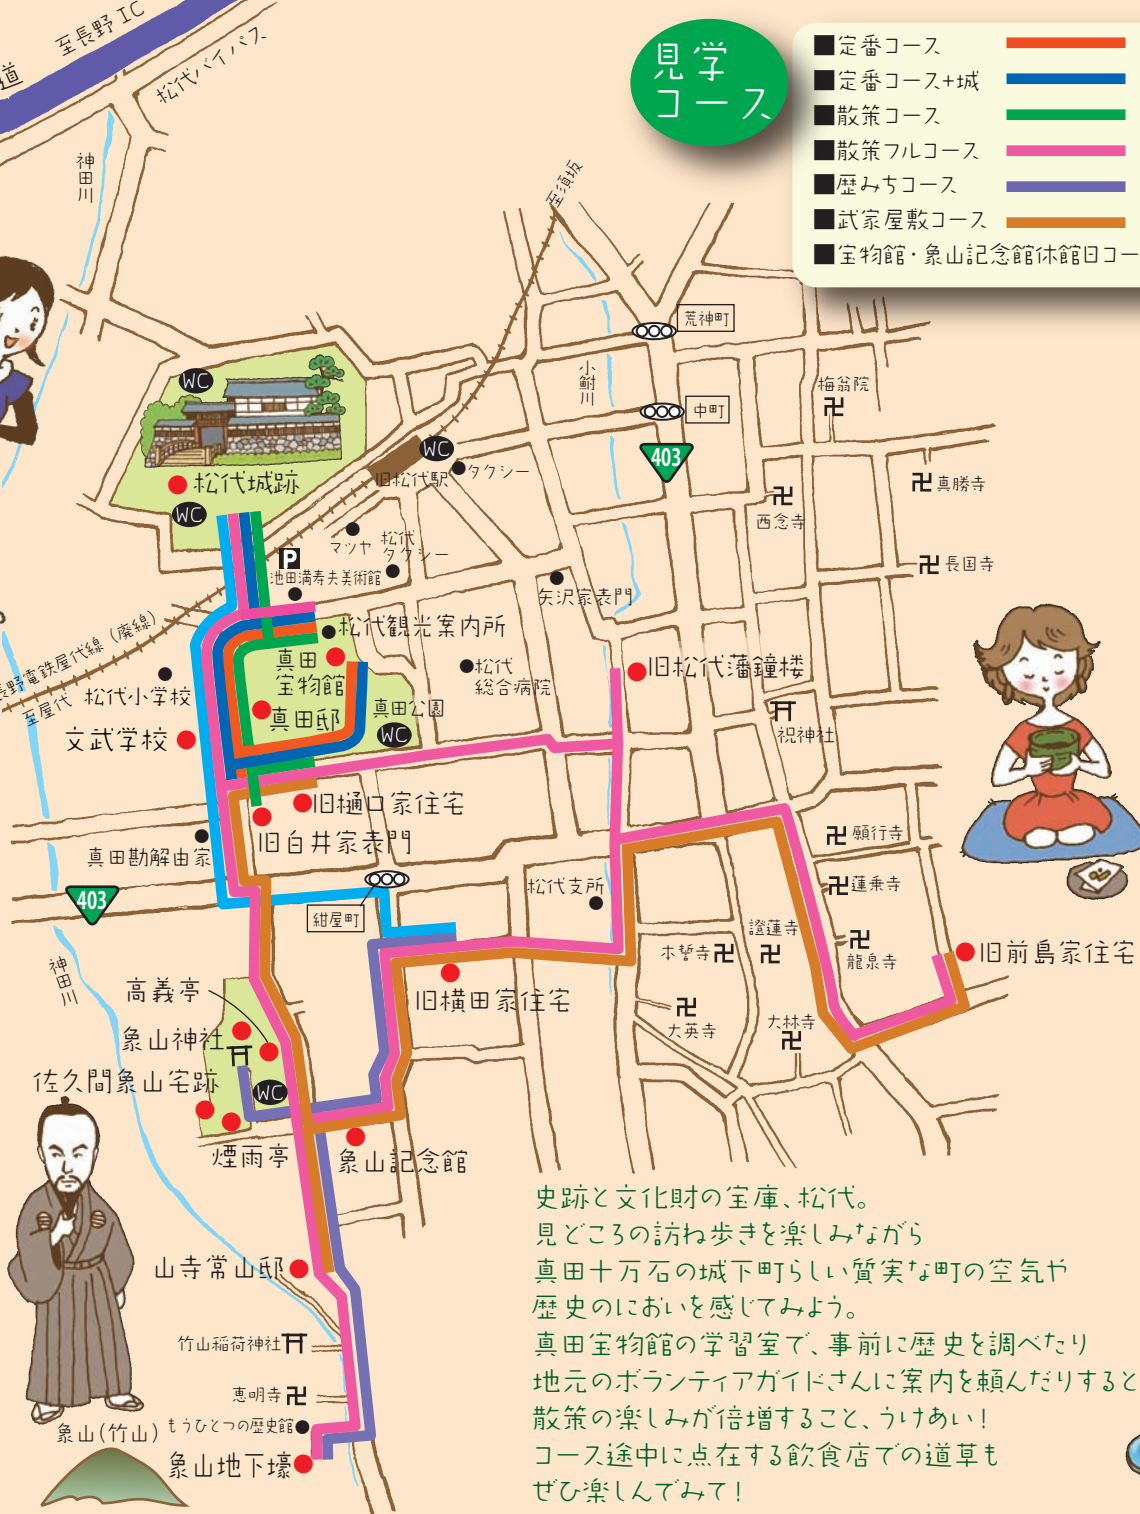 至長野IC
道
松代バイパス
神田川
見学
コース
■定番コース
■定番コース+城
■散策コース
■散策フルコース
■歴みちコース
■武家屋敷コース
■宝物館・象山記念館休館日コー
至須坂
荒神町
小鮒川
中町
梅翁院
403
WC
松代城跡
WC
WC
旧松代駅
タクシー
真勝寺
西念寺
長国寺
マツヤ
松代
タクシー
P
池田満寿夫美術館
矢沢家表門
長野電鉄屋代線(廃線)
至屋代
松代小学校
松代観光案内所
真田
宝物館
真田邸
真田公園
WC
松代
総合病院
旧松代藩鐘楼
祝神社
文武学校
旧樋口家住宅
旧白井家表門
真田勘解由家
403
紺屋町
松代支所
願行寺
蓮乗寺
證蓮寺
本誓寺
龍泉寺
旧前島家住宅
神田川
高義亭
象山神社
旧横田家住宅
大英寺
大林寺
佐久間象山宅跡
WC
煙雨亭
象山記念館
山寺常山邸
竹山稲荷神社
恵明寺
もうひとつの歴史館
象山(竹山)
象山地下壕
史跡と文化財の宝庫、松代。
見どころの訪ね歩きを楽しみながら
真田十万石の城下町らしい質実な町の空気や
歴史のにおいを感じてみよう。
真田宝物館の学習室で、事前に歴史を調べたり
地元のボランティアガイドさんに案内を頼んだりすると
散策の楽しみが倍増すること、うけあい!
コース途中に点在する飲食店での道草も
ぜひ楽しんでみて!